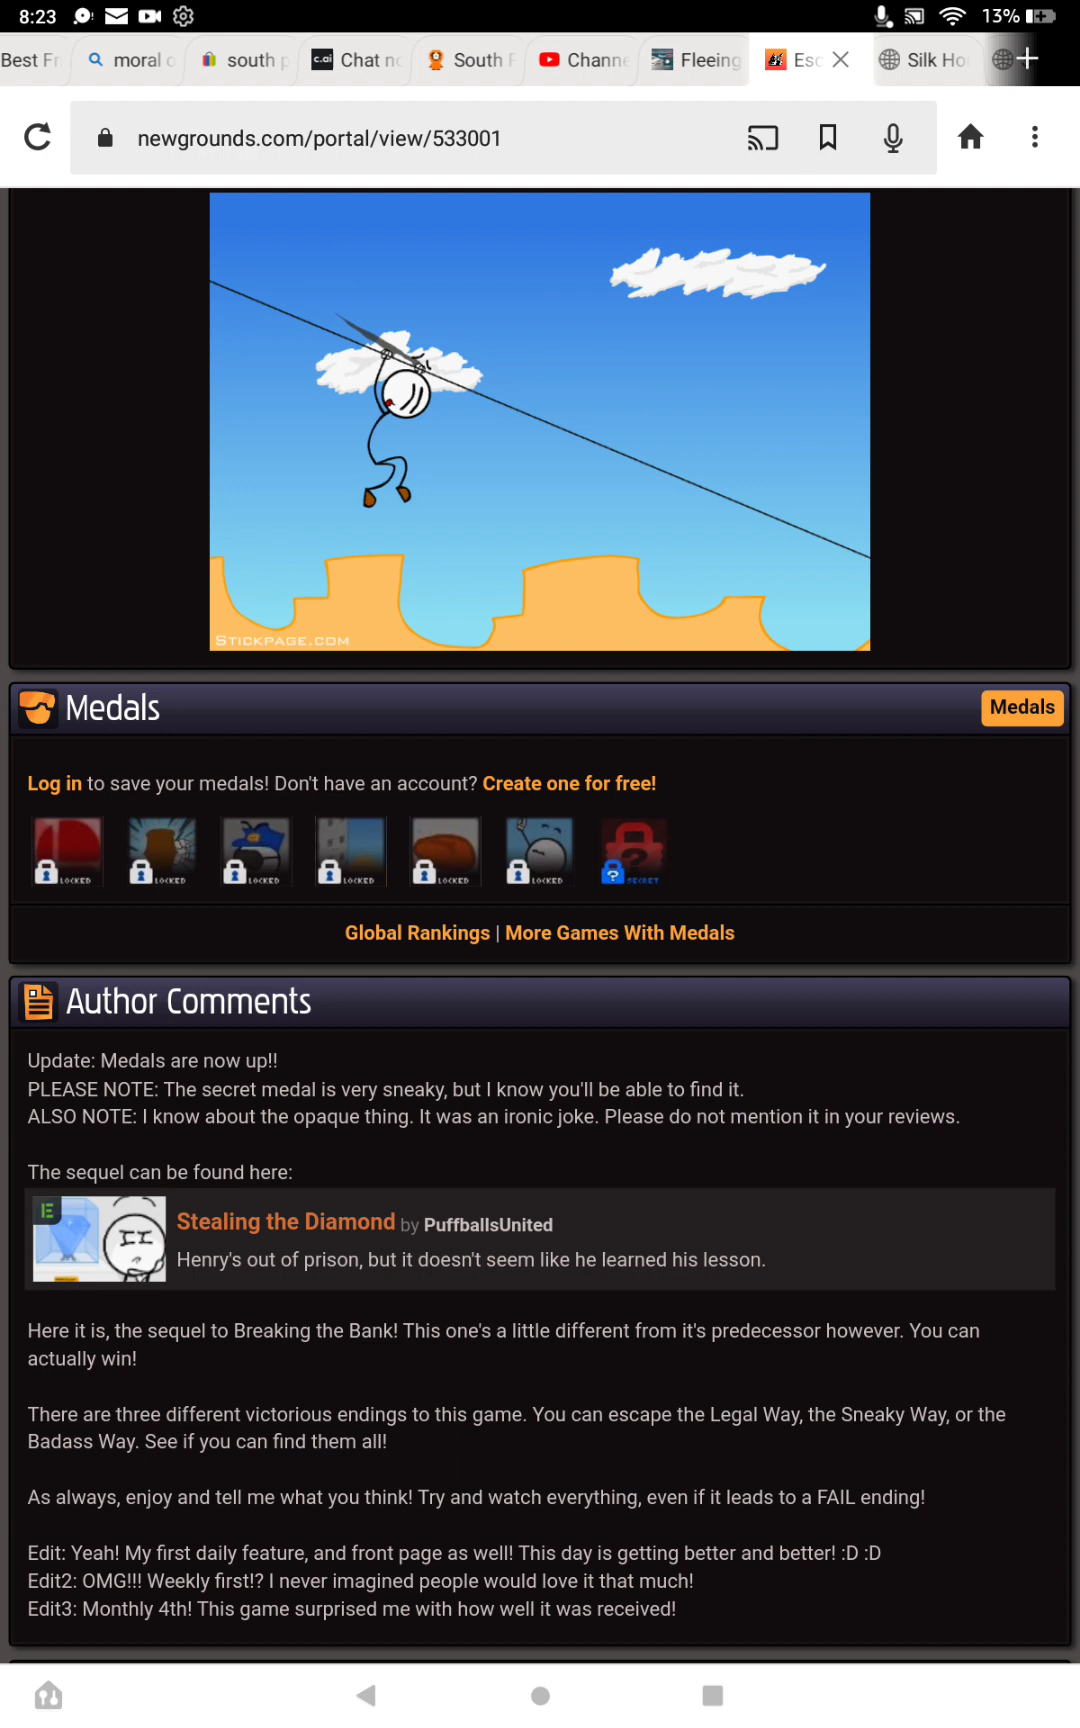 8:23
13%
Best Fr
moral o
south p
c.ai Chat no
South F
Channe
Fleeing
Esc
Silk Ho
newgrounds.com/portal/view/533001
STICKPAGE.COM
Medals
Medals
Log in to save your medals! Don't have an account? Create one for free!
LOCKED LOCKED LOCKED LOCKED LOCKED LOCKED ? SECRET
Global Rankings | More Games With Medals
Author Comments
Update: Medals are now up!!
PLEASE NOTE: The secret medal is very sneaky, but I know you'll be able to find it.
ALSO NOTE: I know about the opaque thing. It was an ironic joke. Please do not mention it in your reviews.
The sequel can be found here:
E
Stealing the Diamond by PuffballsUnited
Henry's out of prison, but it doesn't seem like he learned his lesson.
Here it is, the sequel to Breaking the Bank! This one's a little different from it's predecessor however. You can
actually win!
There are three different victorious endings to this game. You can escape the Legal Way, the Sneaky Way, or the
Badass Way. See if you can find them all!
As always, enjoy and tell me what you think! Try and watch everything, even if it leads to a FAIL ending!
Edit: Yeah! My first daily feature, and front page as well! This day is getting better and better! :D :D
Edit2: OMG!!! Weekly first!? I never imagined people would love it that much!
Edit3: Monthly 4th! This game surprised me with how well it was received!